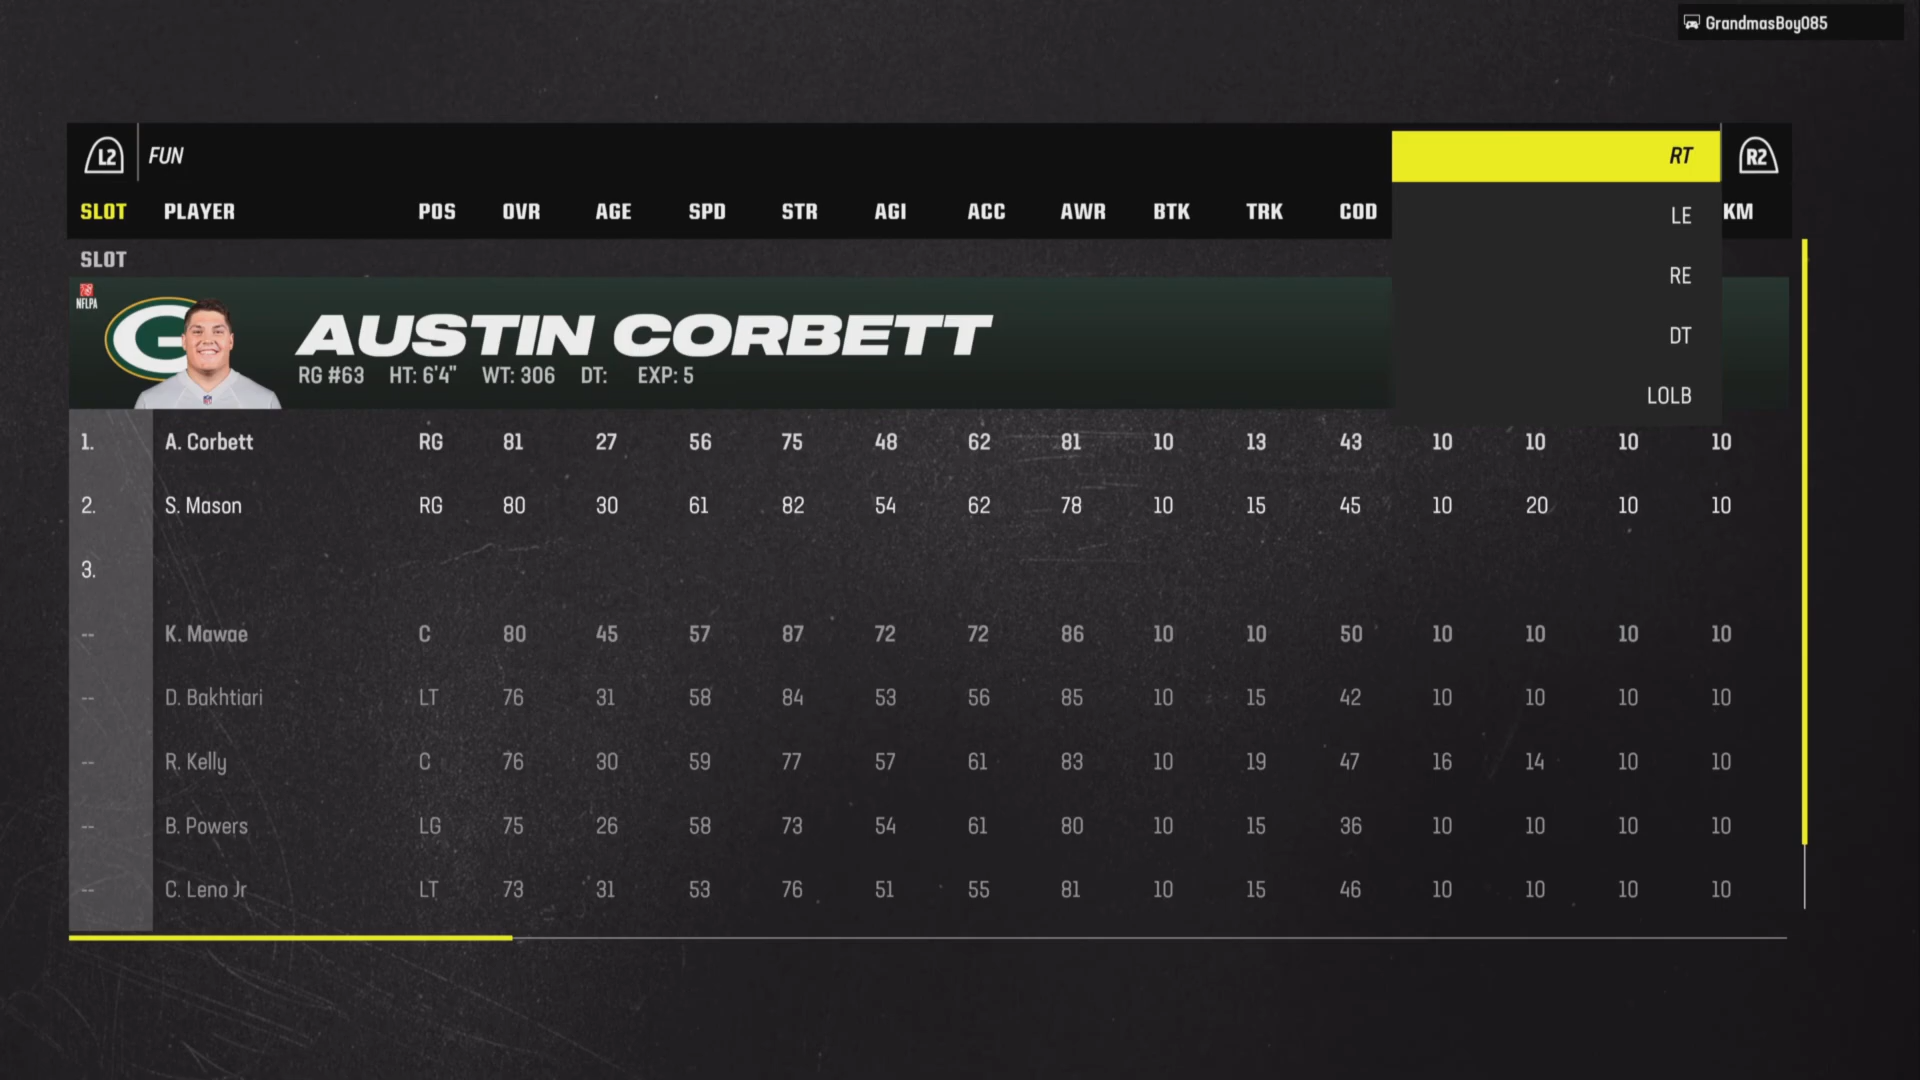 GrandmasBoy085
L2 FUN RT R2
SLOT PLAYER POS OVR AGE SPD STR AGI ACC AWR BTK TRK COD KM
LE
SLOT
RE
NFLPA
AUSTIN CORBETT
DT
RG #63 HT: 6'4" WT: 306 DT: EXP: 5
LOLB
1. A. Corbett RG 81 27 56 75 48 62 81 10 13 43 10 10 10 10
2. S. Mason RG 80 30 61 82 54 62 78 10 15 45 10 20 10 10
3.
-- K. Mawae C 80 45 57 87 72 72 86 10 10 50 10 10 10 10
-- D. Bakhtiari LT 76 31 58 84 53 56 85 10 15 42 10 10 10 10
-- R. Kelly C 76 30 59 77 57 61 83 10 19 47 16 14 10 10
-- B. Powers LG 75 26 58 73 54 61 80 10 15 36 10 10 10 10
-- C. Leno Jr LT 73 31 53 76 51 55 81 10 15 46 10 10 10 10